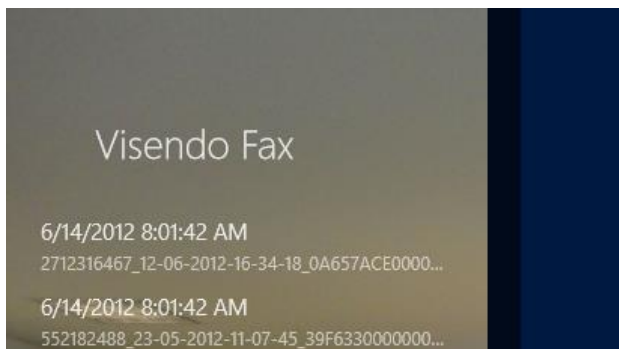 Visendo Fax
6/14/2012 8:01:42 AM
2712316467_12-06-2012-16-34-18_0A657ACE0000...
6/14/2012 8:01:42 AM
552182488_23-05-2012-11-07-45_39F6330000000...